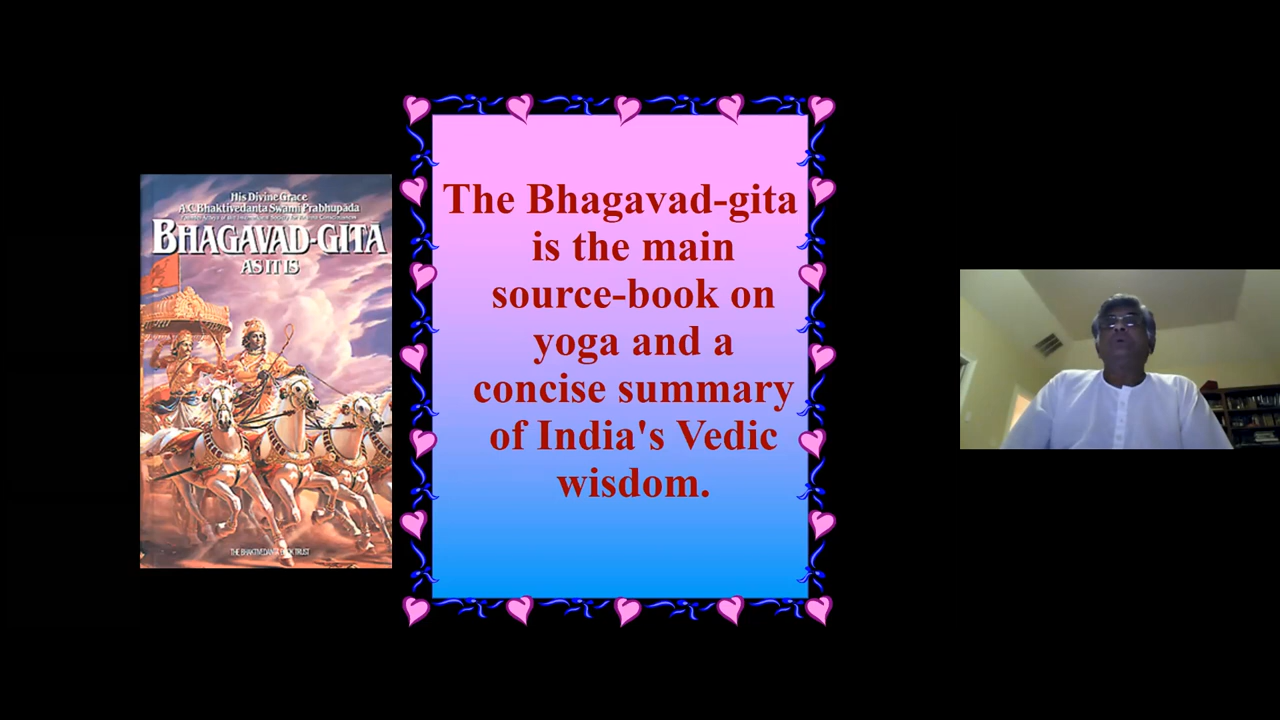 His Divine Grace
A.C. Bhaktivedanta Swami Prabhupāda
BHAGAVAD-GITA
AS IT IS
THE BHAKTIVEDANTA BOOK TRUST
The Bhagavad-gita
is the main
source-book on
yoga and a
concise summary
of India's Vedic
wisdom.